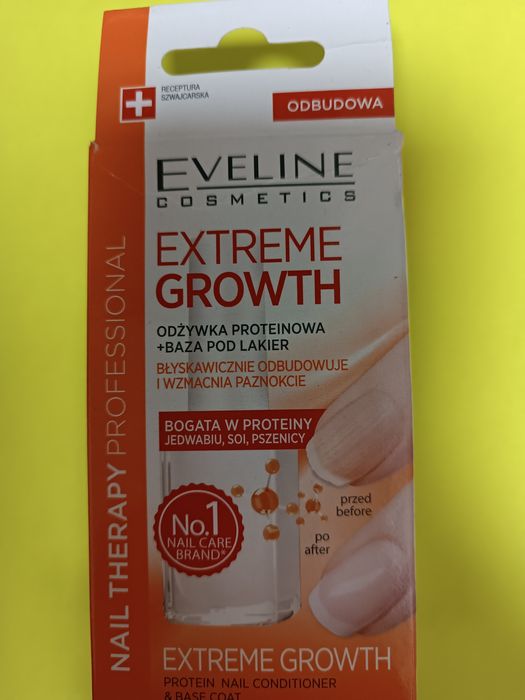 RECEPTURA
SZWAJCARSKA
ODBUDOWA
EVELINE
COSMETICS
EXTREME
GROWTH
ODŻYWKA PROTEINOWA
+BAZA POD LAKIER
BŁYSKAWICZNIE ODBUDOWUJE
I WZMACNIA PAZNOKCIE
BOGATA W PROTEINY
JEDWABIU, SOI, PSZENICY
No.1
NAIL CARE
BRAND*
przed
before
po
after
EXTREME GROWTH
PROTEIN NAIL CONDITIONER
& BASE COAT
NAIL THERAPY PROFESSIONAL